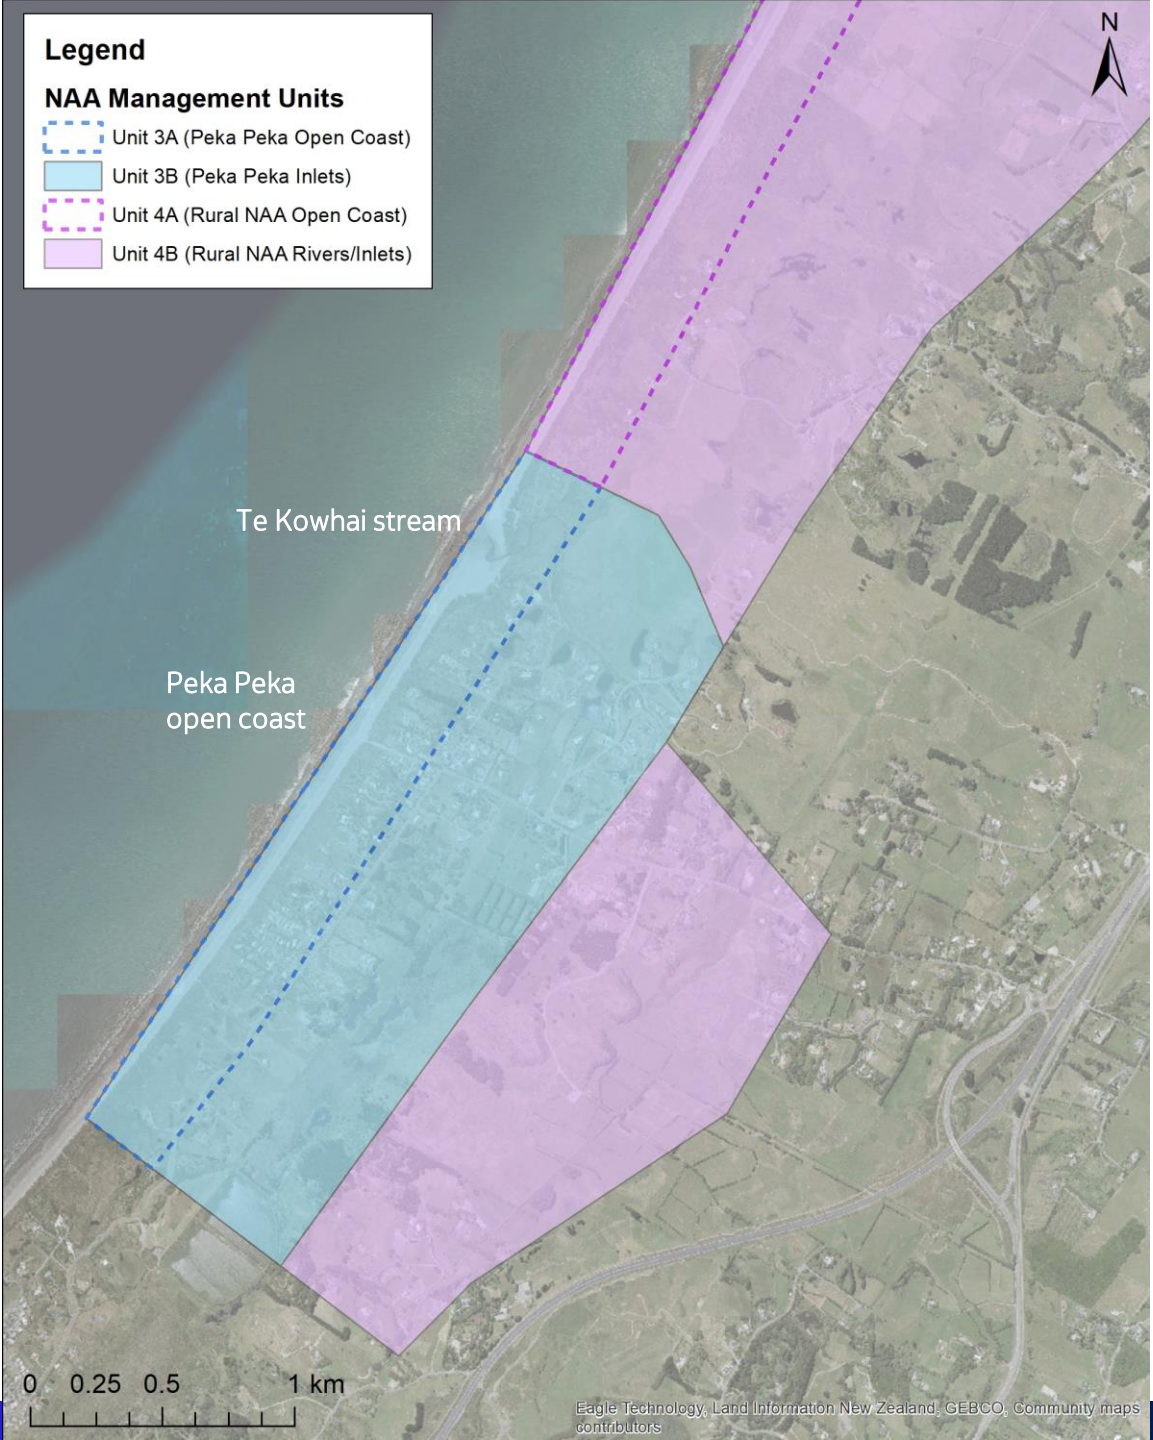 Legend
NAA Management Units
Unit 3A (Peka Peka Open Coast)
Unit 3B (Peka Peka Inlets)
Unit 4A (Rural NAA Open Coast)
Unit 4B (Rural NAA Rivers/Inlets)
N
Te Kowhai stream
Peka Peka
open coast
0 0.25 0.5 1 km
Eagle Technology, Land Information New Zealand, GEBCO, Community maps
contributors